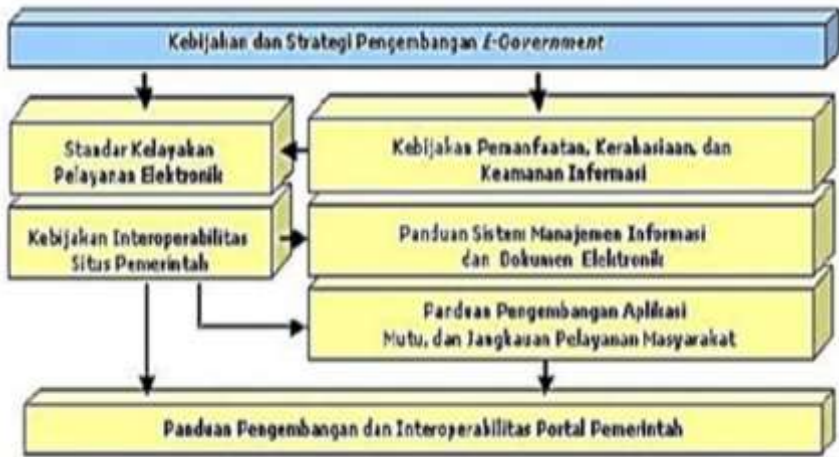 Kebijakan dan Strategi Pengembangan E-Government
Standar Kelayakan
Pelayanan Elektronik
Kebijakan Pemanfaatan, Kerahasiaan, dan
Keamanan Informasi
Kebijakan Interoperabilitas
Situs Pemerintah
Panduan Sistem Manajemen Informasi
dan Dokumen Elektronik
Panduan Pengembangan Aplikasi
Mutu, dan Jangkauan Pelayanan Masyarakat
Panduan Pengembangan dan Interoperabilitas Portal Pemerintah